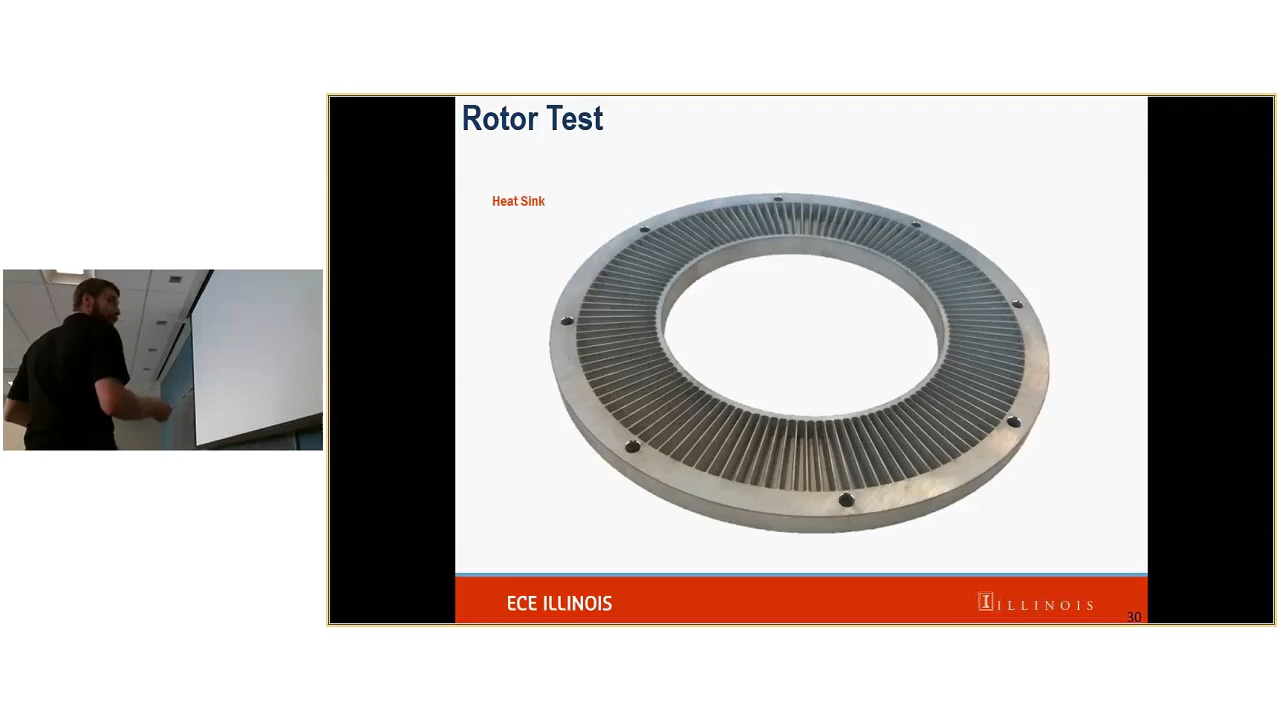 Rotor Test
Heat Sink
ECE ILLINOIS
I ILLINOIS
30